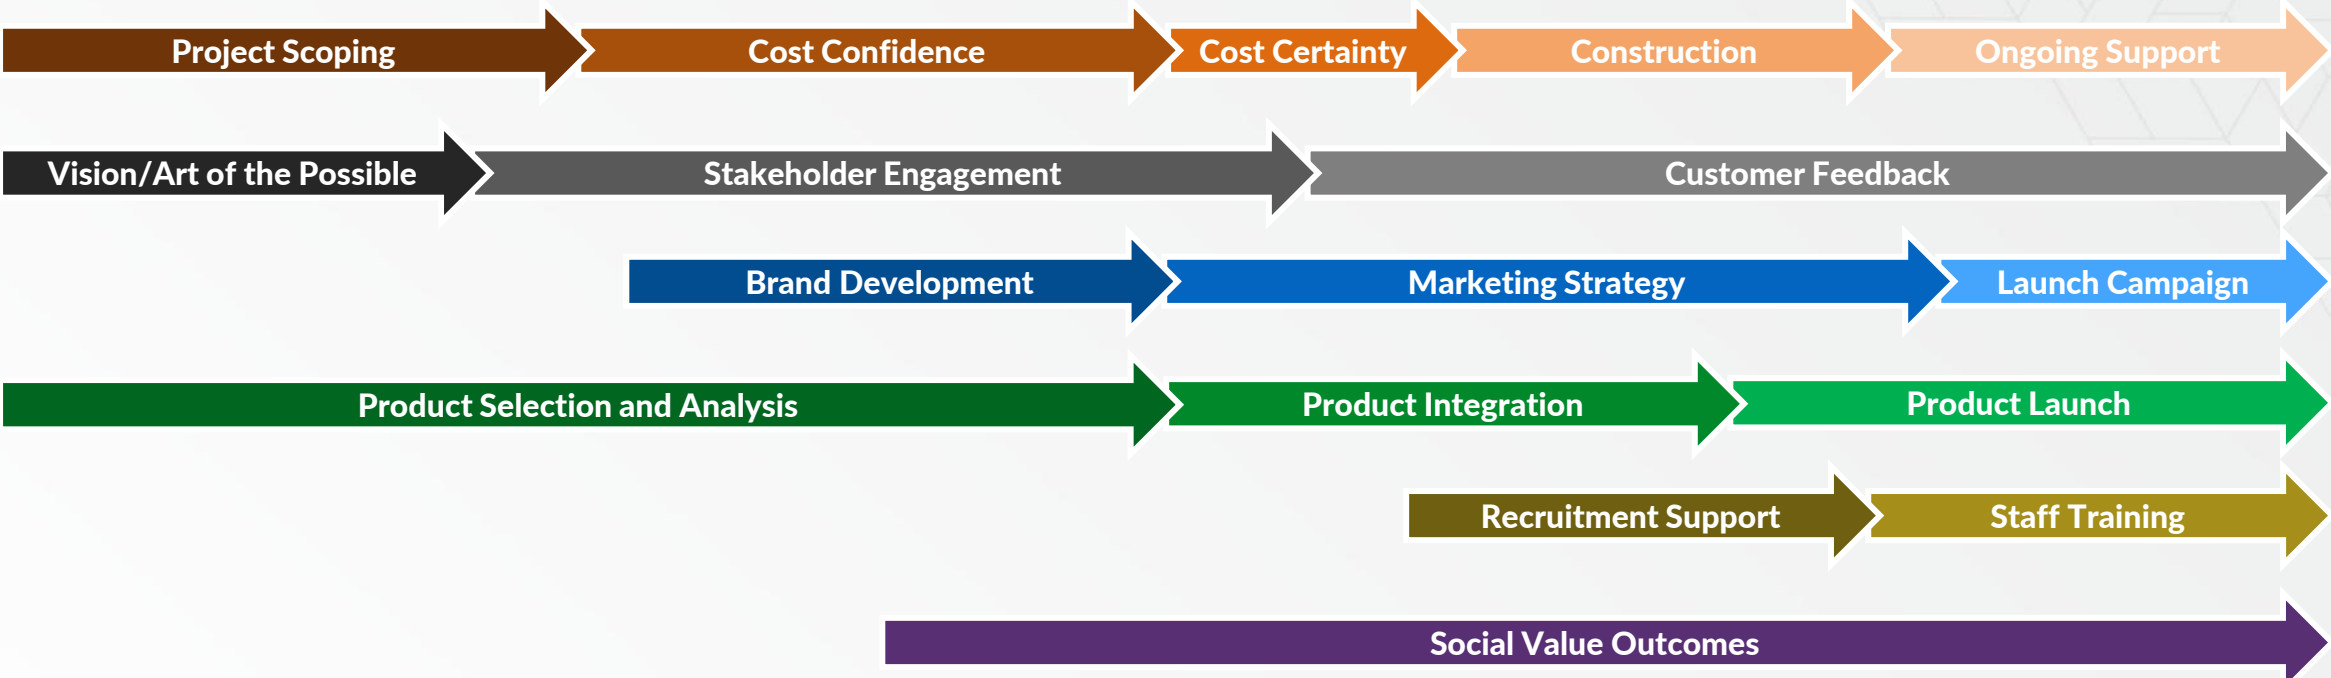 Project Scoping
Cost Confidence
Cost Certainty
Construction
Ongoing Support
Vision/Art of the Possible
Stakeholder Engagement
Customer Feedback
Brand Development
Marketing Strategy
Launch Campaign
Product Selection and Analysis
Product Integration
Product Launch
Recruitment Support
Staff Training
Social Value Outcomes